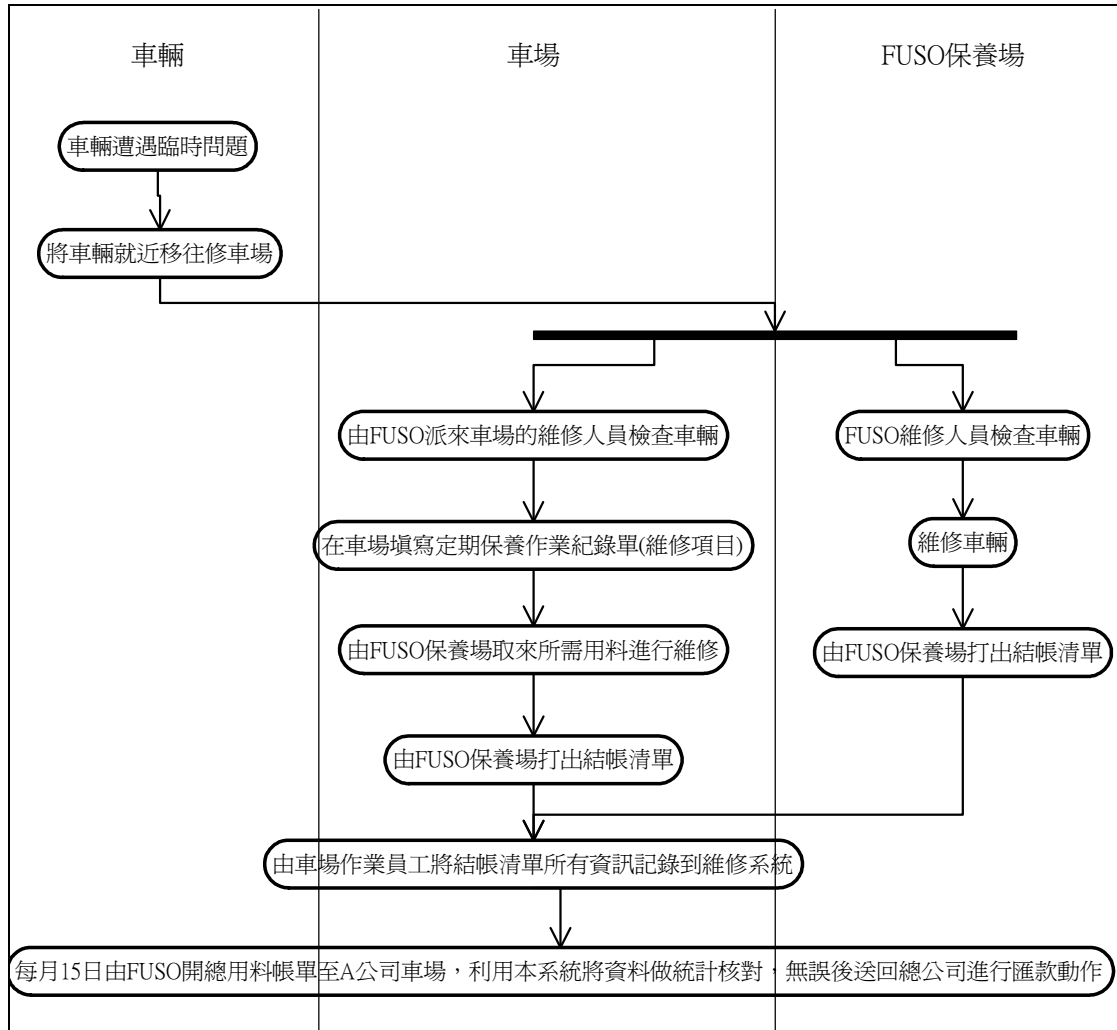 車輛
車場
FUSO保養場
車輛遭遇臨時問題
將車輛就近移往修車場
由FUSO派來車場的維修人員檢查車輛
FUSO維修人員檢查車輛
在車場填寫定期保養作業紀錄單(維修項目)
維修車輛
由FUSO保養場取來所需用料進行維修
由FUSO保養場打出結帳清單
由FUSO保養場打出結帳清單
由車場作業員工將結帳清單所有資訊記錄到維修系統
每月15日由FUSO開總用料帳單至A公司車場，利用本系統將資料做統計核對，無誤後送回總公司進行匯款動作